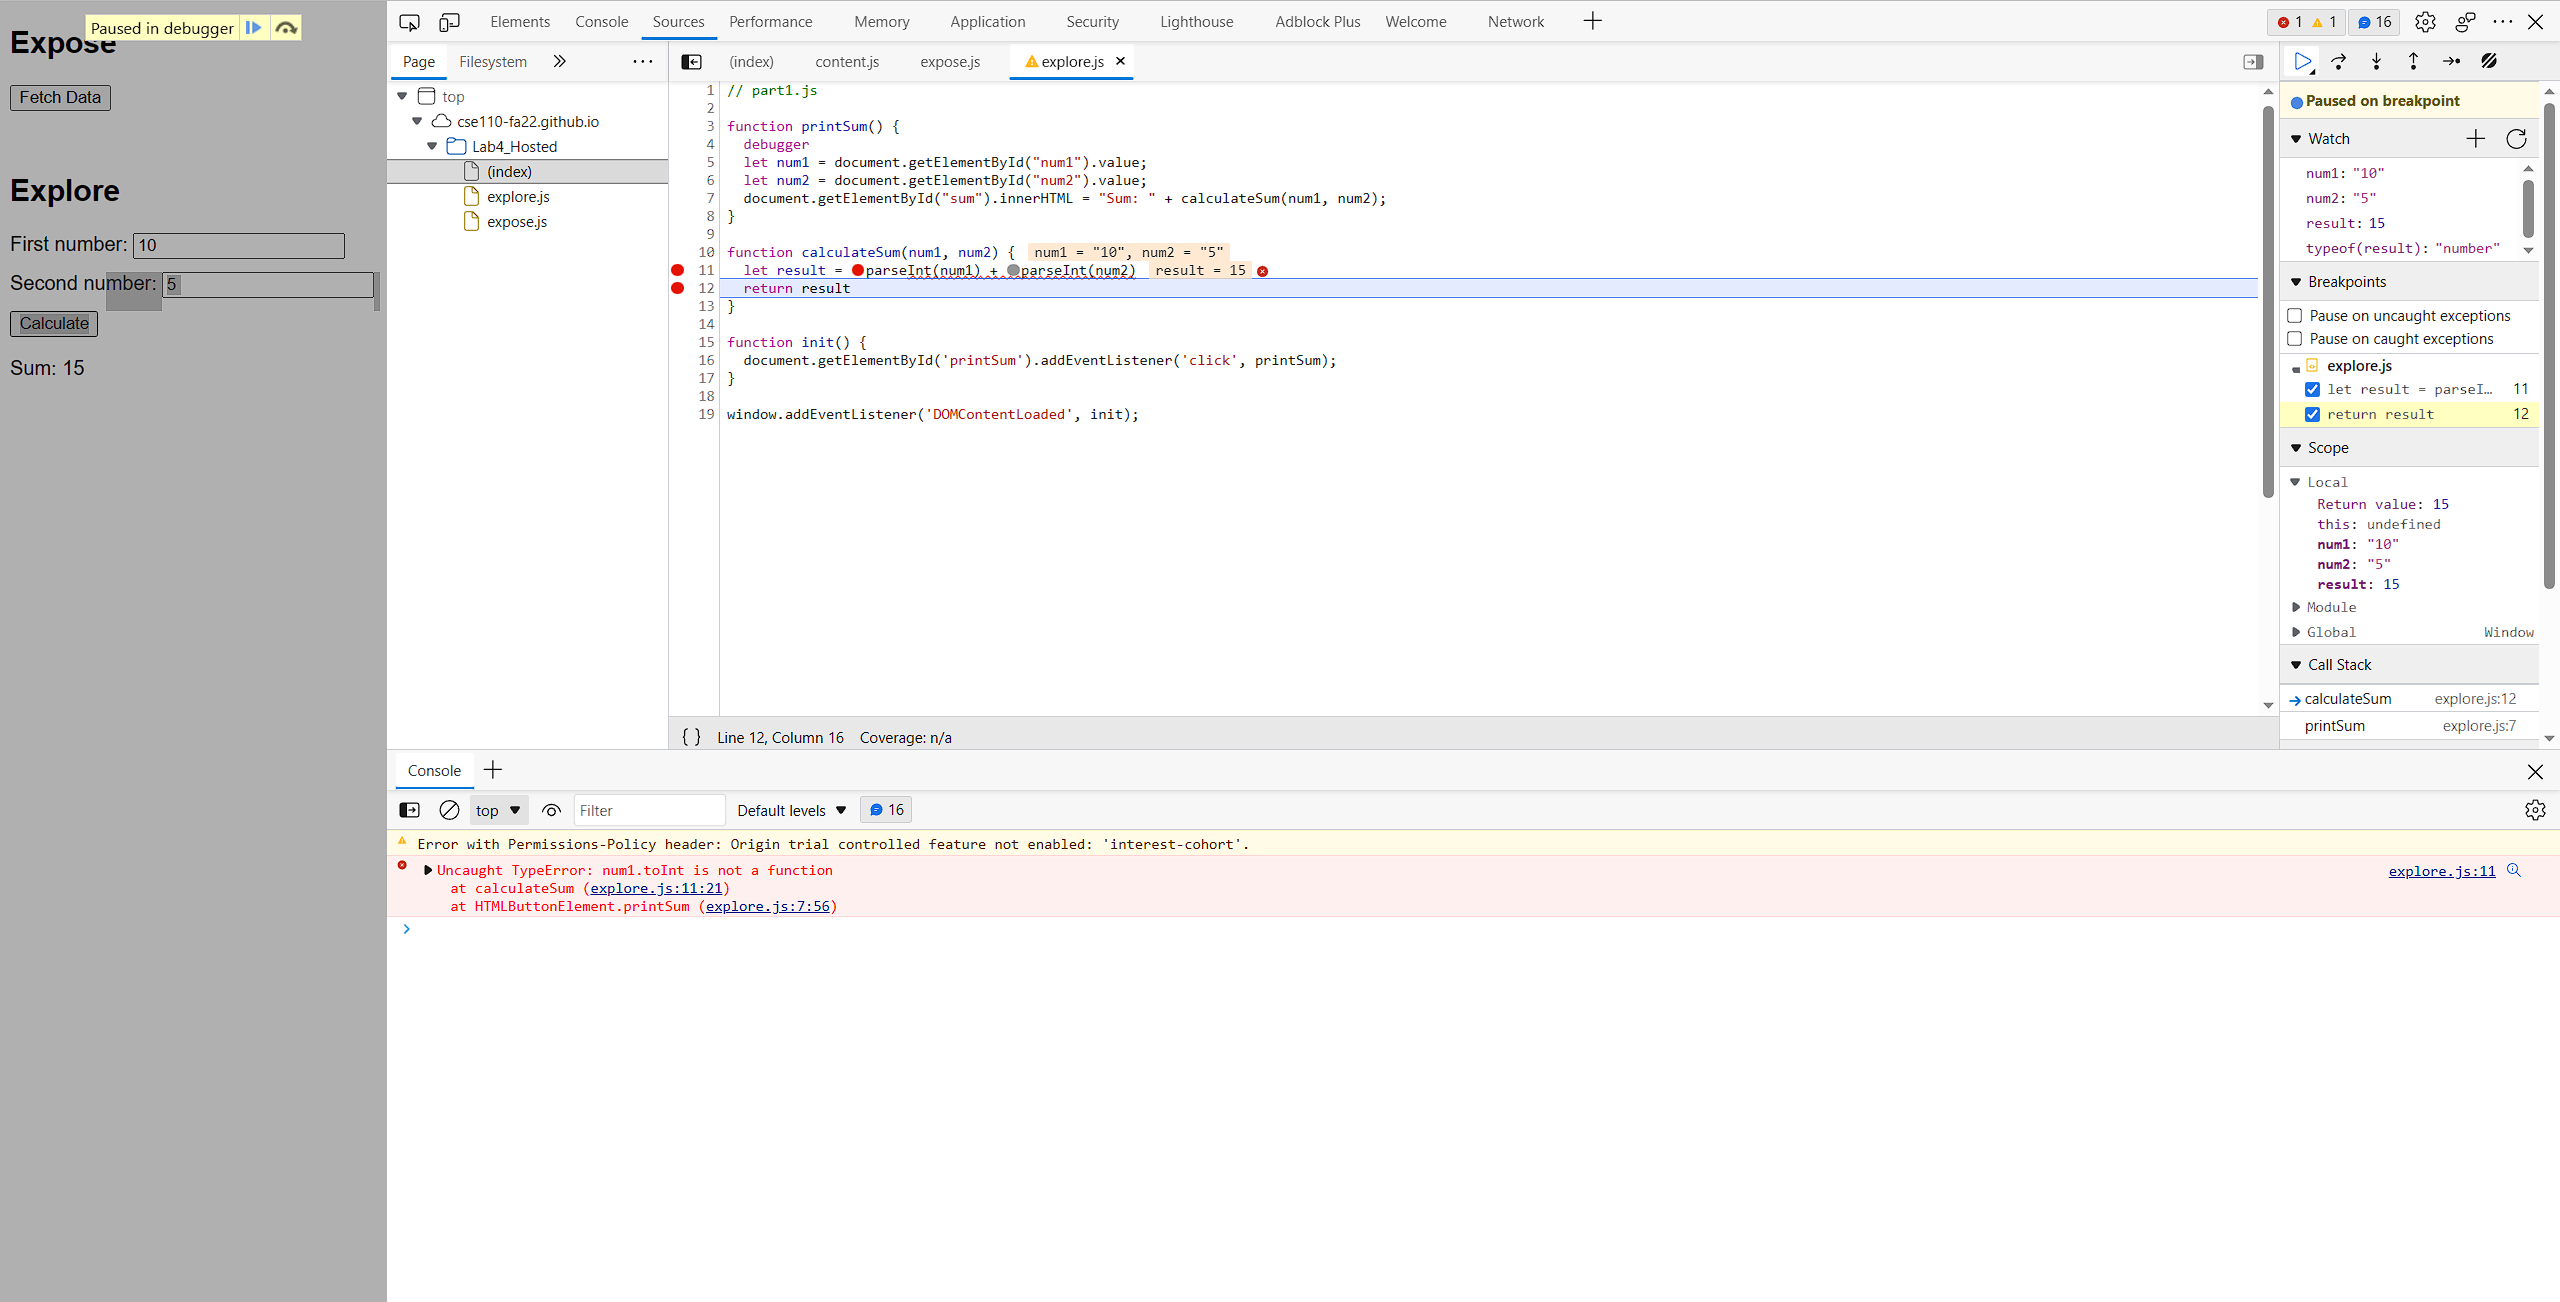 Paused in debugger
Expose
Fetch Data
Explore
First number: 10
Second number: 5
Calculate
Sum: 15
Elements Console Sources Performance Memory Application Security Lighthouse Adblock Plus Welcome Network
1 1 16
Page Filesystem
top
cse110-fa22.github.io
Lab4_Hosted
(index)
explore.js
expose.js
(index) content.js expose.js explore.js
1 // part1.js
2
3 function printSum() {
4 debugger
5 let num1 = document.getElementById("num1").value;
6 let num2 = document.getElementById("num2").value;
7 document.getElementById("sum").innerHTML = "Sum: " + calculateSum(num1, num2);
8 }
9
10 function calculateSum(num1, num2) { num1 = "10", num2 = "5"
11 let result = parseInt(num1) + parseInt(num2) result = 15
12 return result
13 }
14
15 function init() {
16 document.getElementById('printSum').addEventListener('click', printSum);
17 }
18
19 window.addEventListener('DOMContentLoaded', init);
{ } Line 12, Column 16 Coverage: n/a
Paused on breakpoint
Watch
num1: "10"
num2: "5"
result: 15
typeof(result): "number"
Breakpoints
Pause on uncaught exceptions
Pause on caught exceptions
explore.js
let result = parseI… 11
return result 12
Scope
Local
Return value: 15
this: undefined
num1: "10"
num2: "5"
result: 15
Module
Global Window
Call Stack
calculateSum explore.js:12
printSum explore.js:7
Console
top Filter Default levels 16
Error with Permissions-Policy header: Origin trial controlled feature not enabled: 'interest-cohort'.
Uncaught TypeError: num1.toInt is not a function explore.js:11
at calculateSum (explore.js:11:21)
at HTMLButtonElement.printSum (explore.js:7:56)